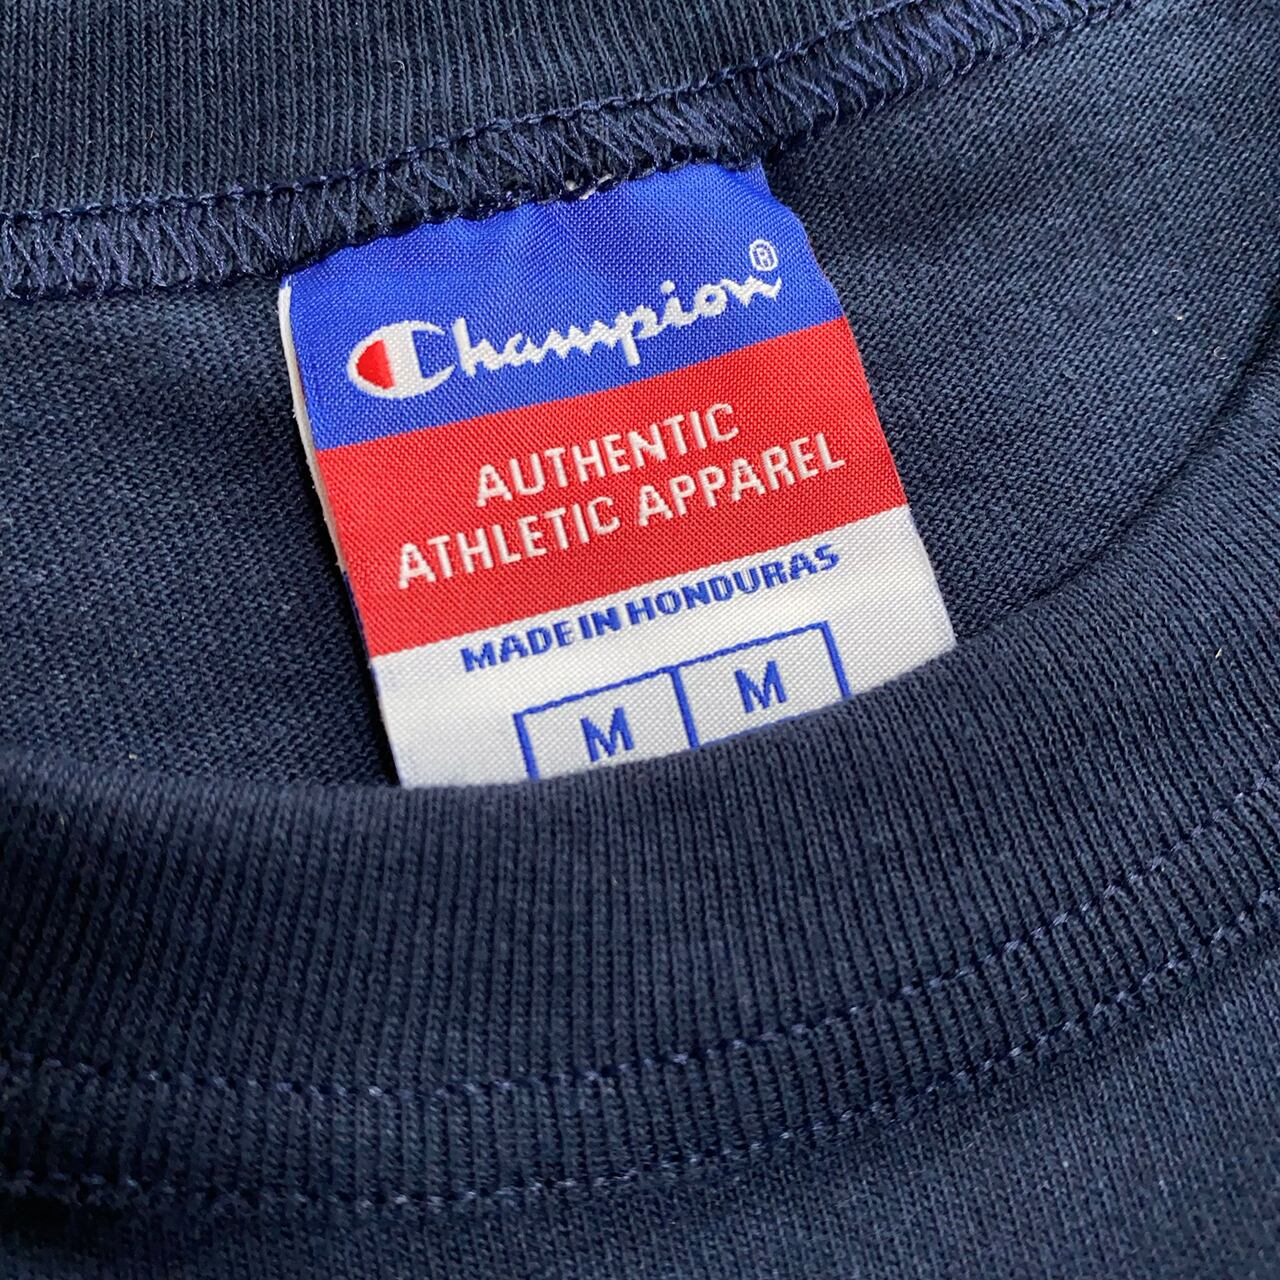 Champion®
AUTHENTIC
ATHLETIC APPAREL
MADE IN HONDURAS
M M